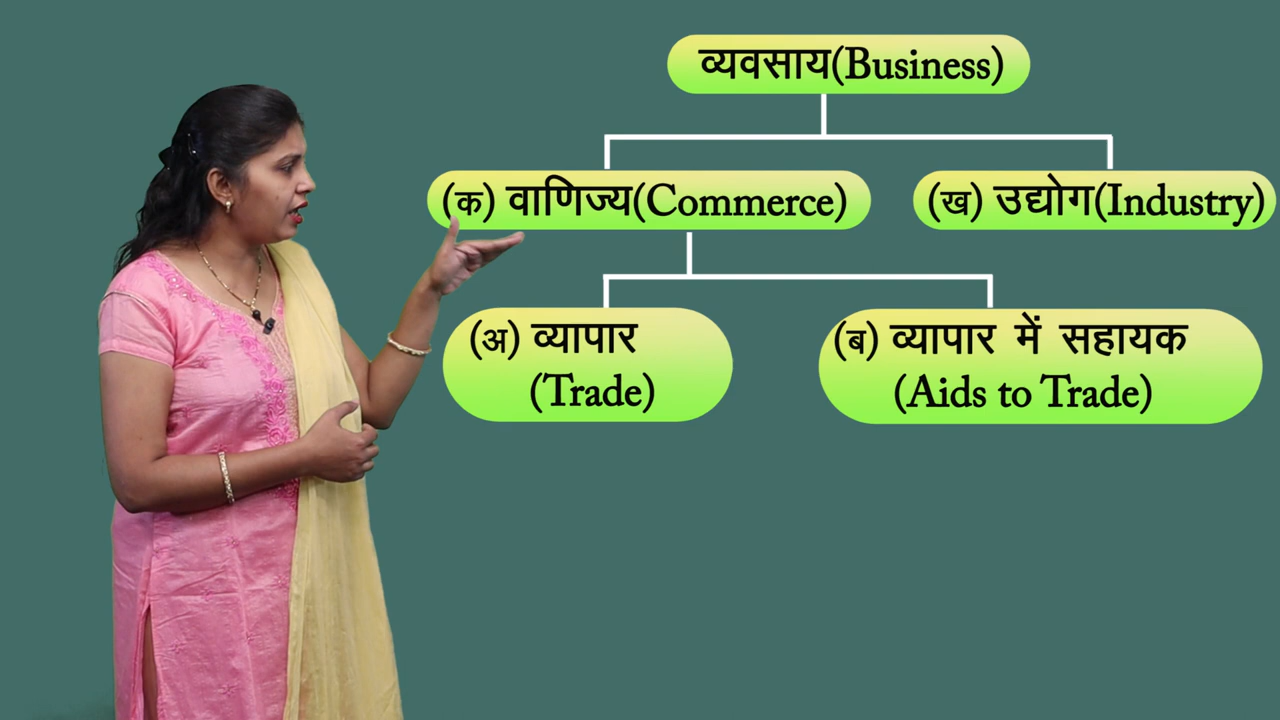 व्यवसाय(Business)
(क) वाणिज्य(Commerce)
(ख) उद्योग(Industry)
(अ) व्यापार
(Trade)
(ब) व्यापार में सहायक
(Aids to Trade)